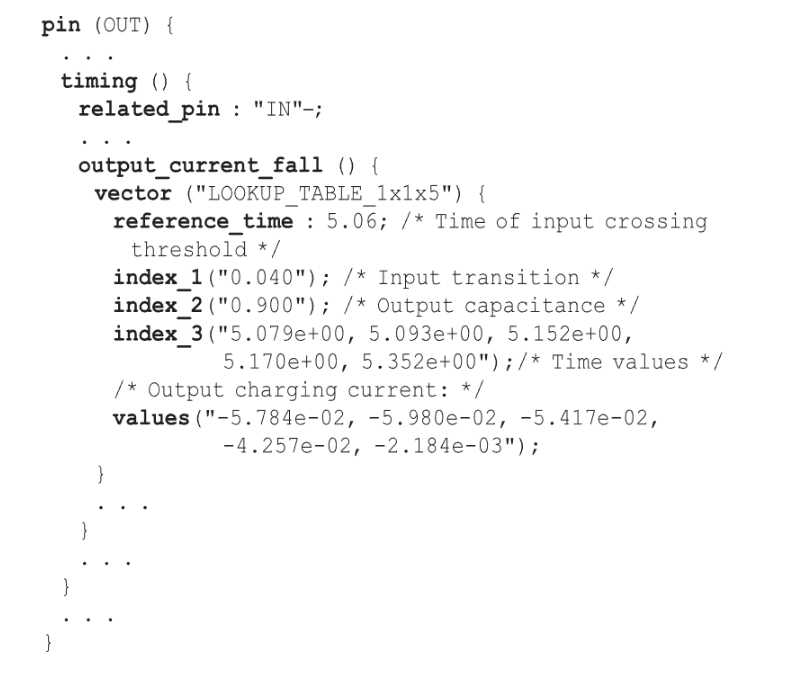 pin (OUT) {
. . .
timing () {
related_pin : "IN"–;
. . .
output_current_fall () {
vector ("LOOKUP_TABLE_1x1x5") {
reference_time : 5.06; /* Time of input crossing
threshold */
index_1("0.040"); /* Input transition */
index_2("0.900"); /* Output capacitance */
index_3("5.079e+00, 5.093e+00, 5.152e+00,
5.170e+00, 5.352e+00");/* Time values */
/* Output charging current: */
values("-5.784e-02, -5.980e-02, -5.417e-02,
-4.257e-02, -2.184e-03");
}
. . .
}
. . .
}
. . .
}